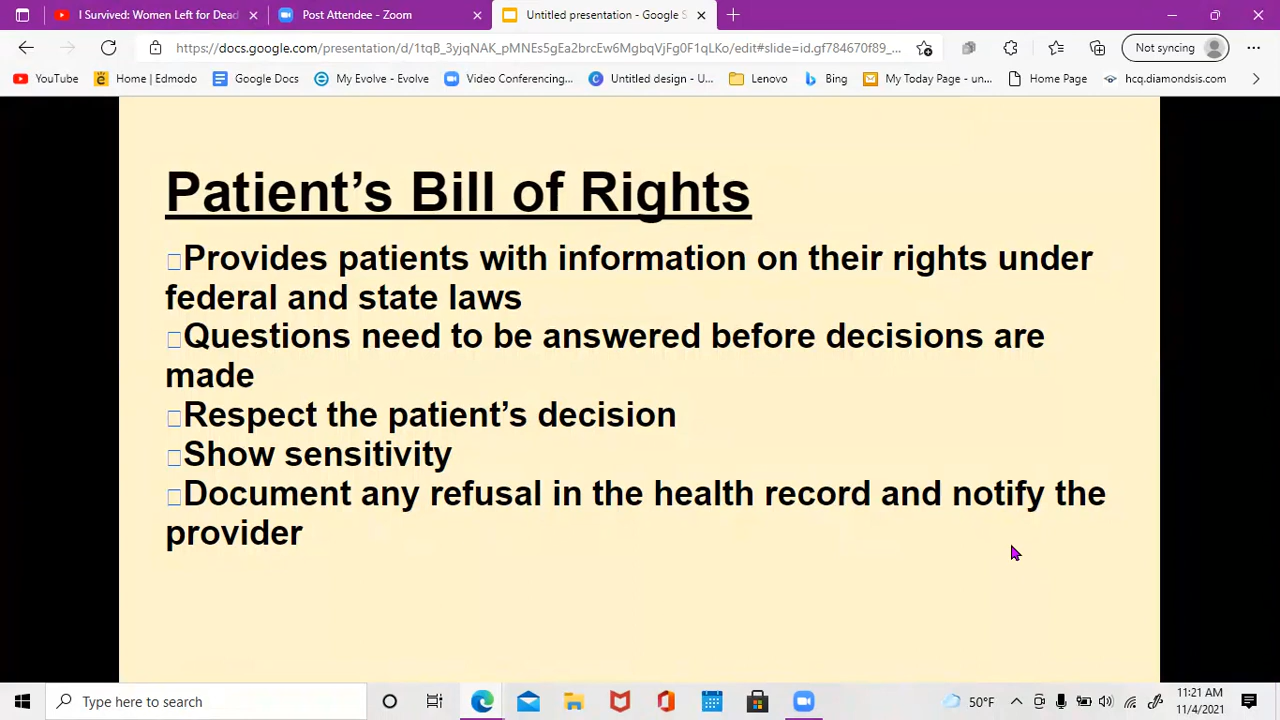 I Survived: Women Left for Dead
Post Attendee - Zoom
Untitled presentation - Google S
https://docs.google.com/presentation/d/1tqB_3yjqNAK_pMNEs5gEa2brcEw6MgbqVjFg0F1qLKo/edit#slide=id.gf784670f89_...
Not syncing
YouTube
Home | Edmodo
Google Docs
My Evolve - Evolve
Video Conferencing,...
Untitled design - U...
Lenovo
Bing
My Today Page - un...
Home Page
hcq.diamondsis.com
Patient’s Bill of Rights
Provides patients with information on their rights under
federal and state laws
Questions need to be answered before decisions are
made
Respect the patient’s decision
Show sensitivity
Document any refusal in the health record and notify the
provider
Type here to search
50°F
11:21 AM
11/4/2021